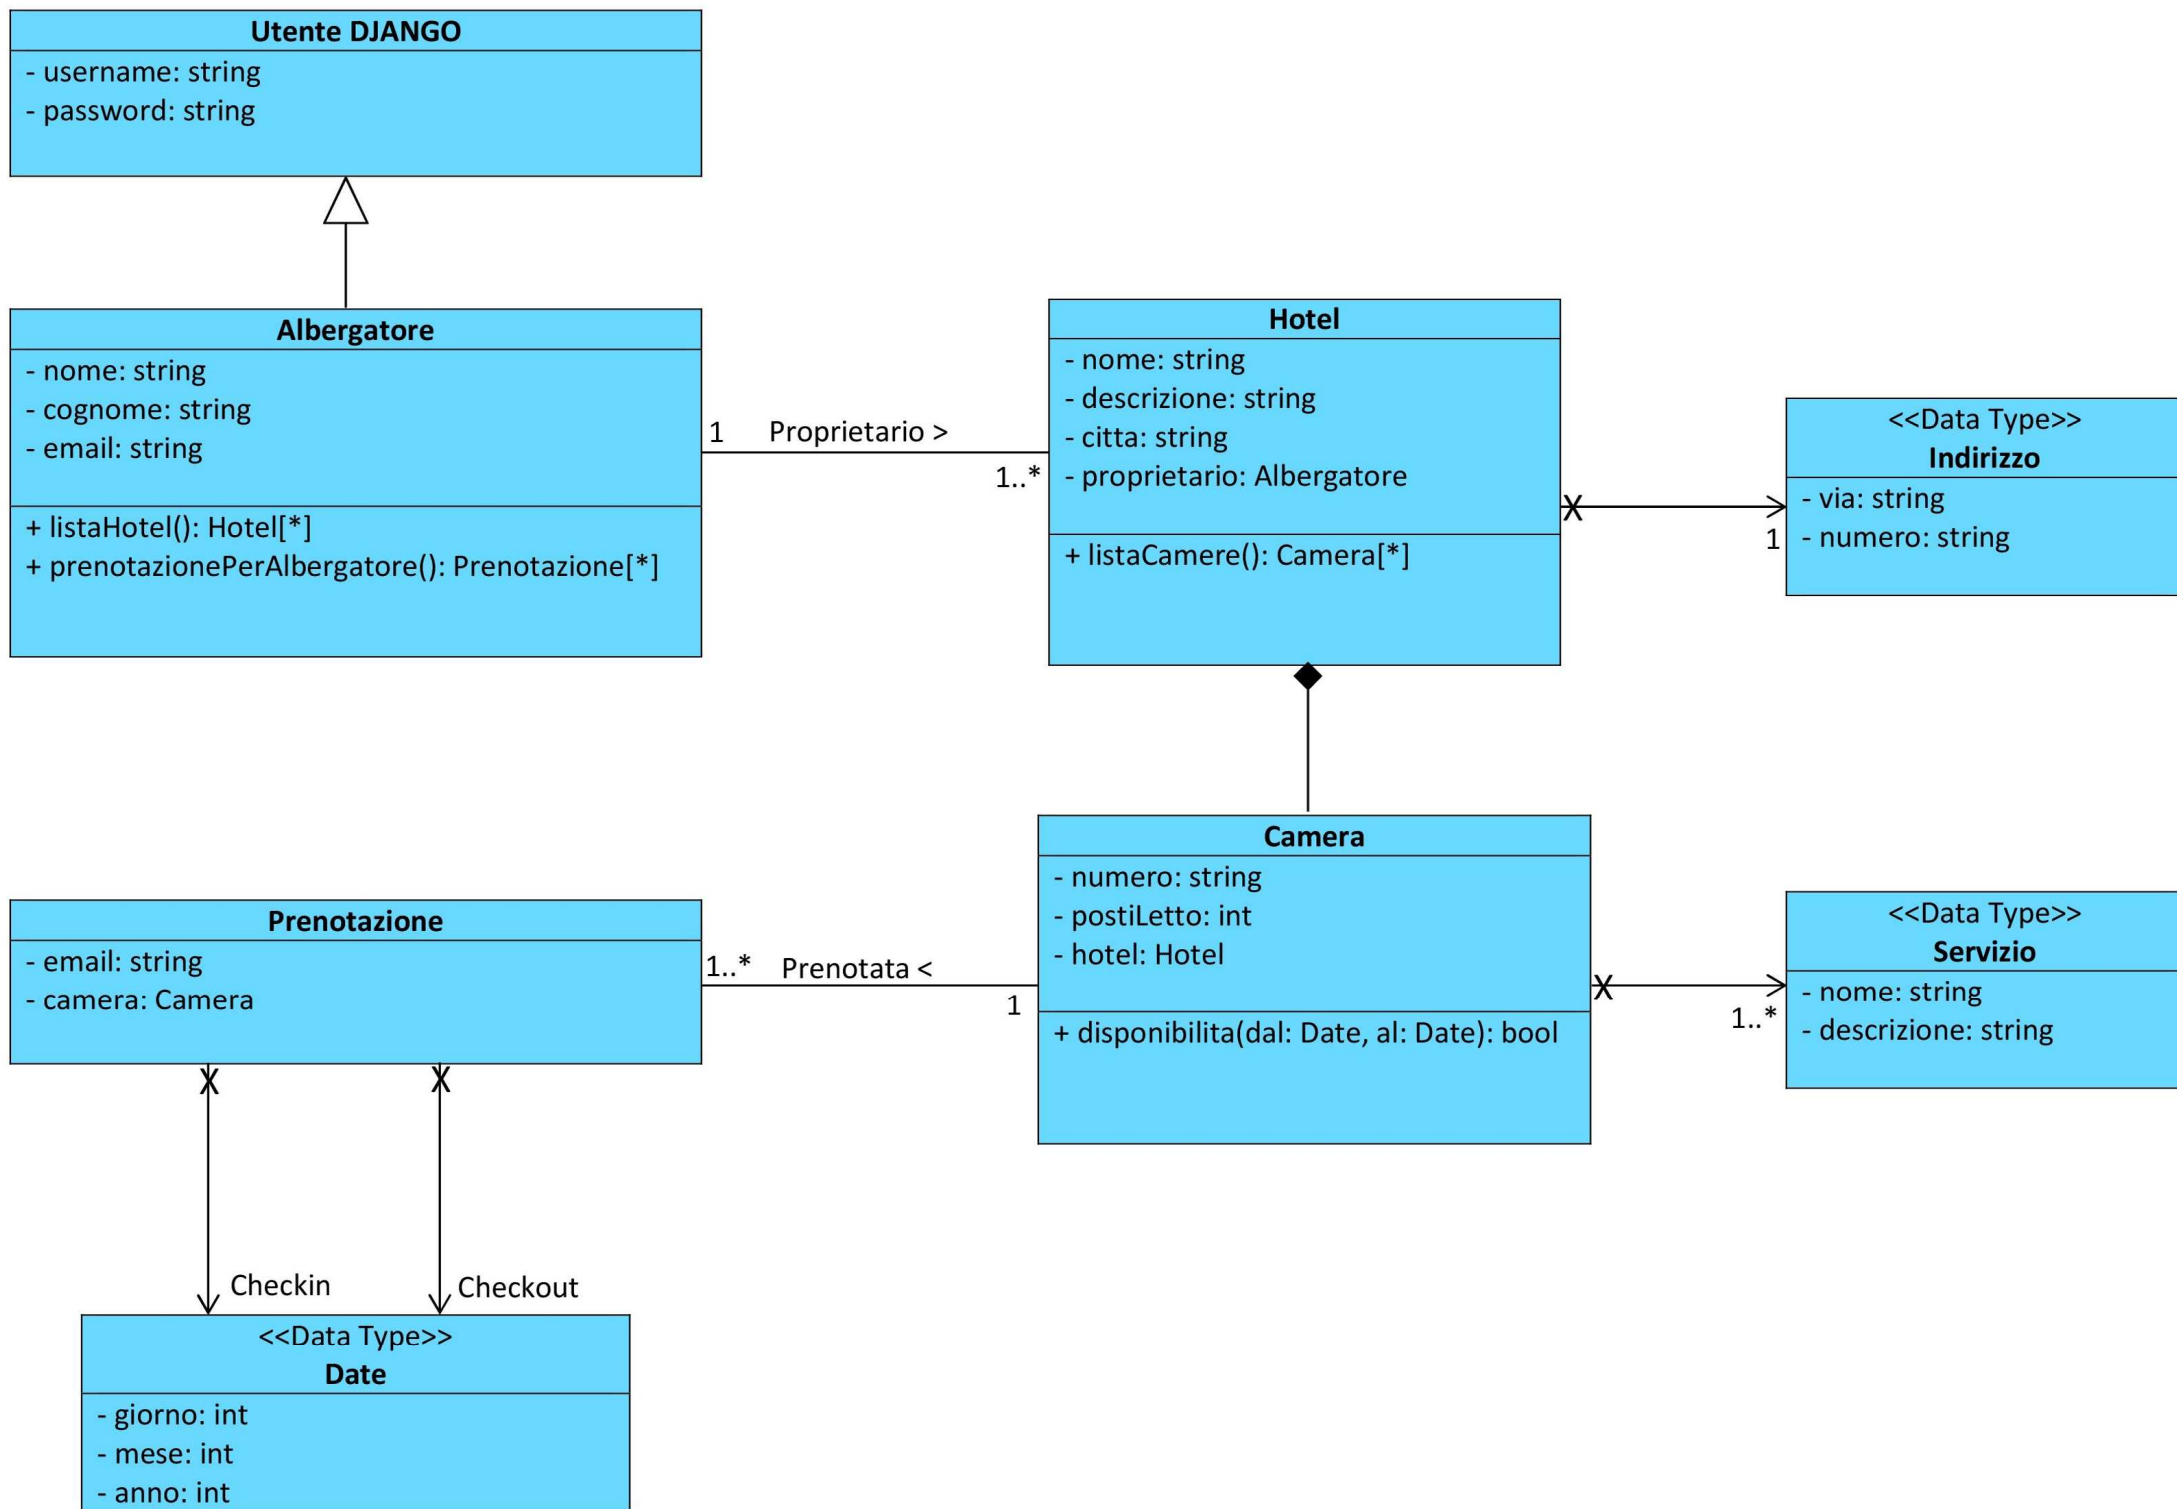 Utente DJANGO
- username: string
- password: string
Albergatore
- nome: string
- cognome: string
- email: string
+ listaHotel(): Hotel[*]
+ prenotazionePerAlbergatore(): Prenotazione[*]
1 Proprietario >
1..*
Hotel
- nome: string
- descrizione: string
- citta: string
- proprietario: Albergatore
+ listaCamere(): Camera[*]
X
1
<<Data Type>>
Indirizzo
- via: string
- numero: string
Prenotazione
- email: string
- camera: Camera
1..* Prenotata <
1
Camera
- numero: string
- postiLetto: int
- hotel: Hotel
+ disponibilita(dal: Date, al: Date): bool
X
1..*
<<Data Type>>
Servizio
- nome: string
- descrizione: string
X X
Checkin Checkout
<<Data Type>>
Date
- giorno: int
- mese: int
- anno: int